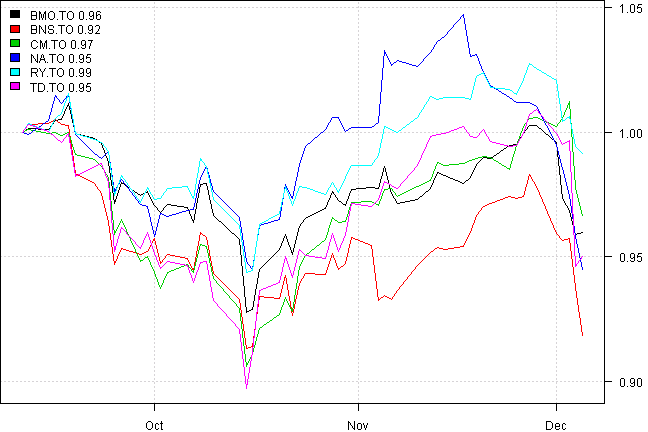 BMO.TO 0.96
BNS.TO 0.92
CM.TO 0.97
NA.TO 0.95
RY.TO 0.99
TD.TO 0.95
1.05
1.00
0.95
0.90
Oct Nov Dec